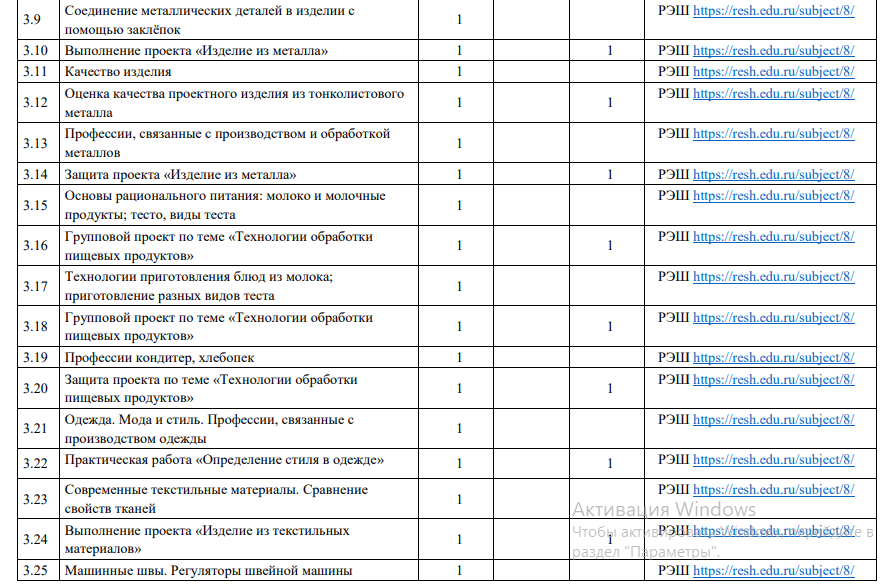 3.9 Соединение металлических деталей в изделии с помощью заклёпок 1 РЭШ https://resh.edu.ru/subject/8/
3.10 Выполнение проекта «Изделие из металла» 1 1 РЭШ https://resh.edu.ru/subject/8/
3.11 Качество изделия 1 РЭШ https://resh.edu.ru/subject/8/
3.12 Оценка качества проектного изделия из тонколистового металла 1 1 РЭШ https://resh.edu.ru/subject/8/
3.13 Профессии, связанные с производством и обработкой металлов 1 РЭШ https://resh.edu.ru/subject/8/
3.14 Защита проекта «Изделие из металла» 1 1 РЭШ https://resh.edu.ru/subject/8/
3.15 Основы рационального питания: молоко и молочные продукты; тесто, виды теста 1 РЭШ https://resh.edu.ru/subject/8/
3.16 Групповой проект по теме «Технологии обработки пищевых продуктов» 1 1 РЭШ https://resh.edu.ru/subject/8/
3.17 Технологии приготовления блюд из молока; приготовление разных видов теста 1 РЭШ https://resh.edu.ru/subject/8/
3.18 Групповой проект по теме «Технологии обработки пищевых продуктов» 1 1 РЭШ https://resh.edu.ru/subject/8/
3.19 Профессии кондитер, хлебопек 1 РЭШ https://resh.edu.ru/subject/8/
3.20 Защита проекта по теме «Технологии обработки пищевых продуктов» 1 1 РЭШ https://resh.edu.ru/subject/8/
3.21 Одежда. Мода и стиль. Профессии, связанные с производством одежды 1 РЭШ https://resh.edu.ru/subject/8/
3.22 Практическая работа «Определение стиля в одежде» 1 1 РЭШ https://resh.edu.ru/subject/8/
3.23 Современные текстильные материалы. Сравнение свойств тканей 1 РЭШ https://resh.edu.ru/subject/8/
Активация Windows
3.24 Выполнение проекта «Изделие из текстильных материалов» 1 1 РЭШ https://resh.edu.ru/subject/8/
Чтобы активировать Windows, перейдите в
раздел "Параметры".
3.25 Машинные швы. Регуляторы швейной машины 1 РЭШ https://resh.edu.ru/subject/8/